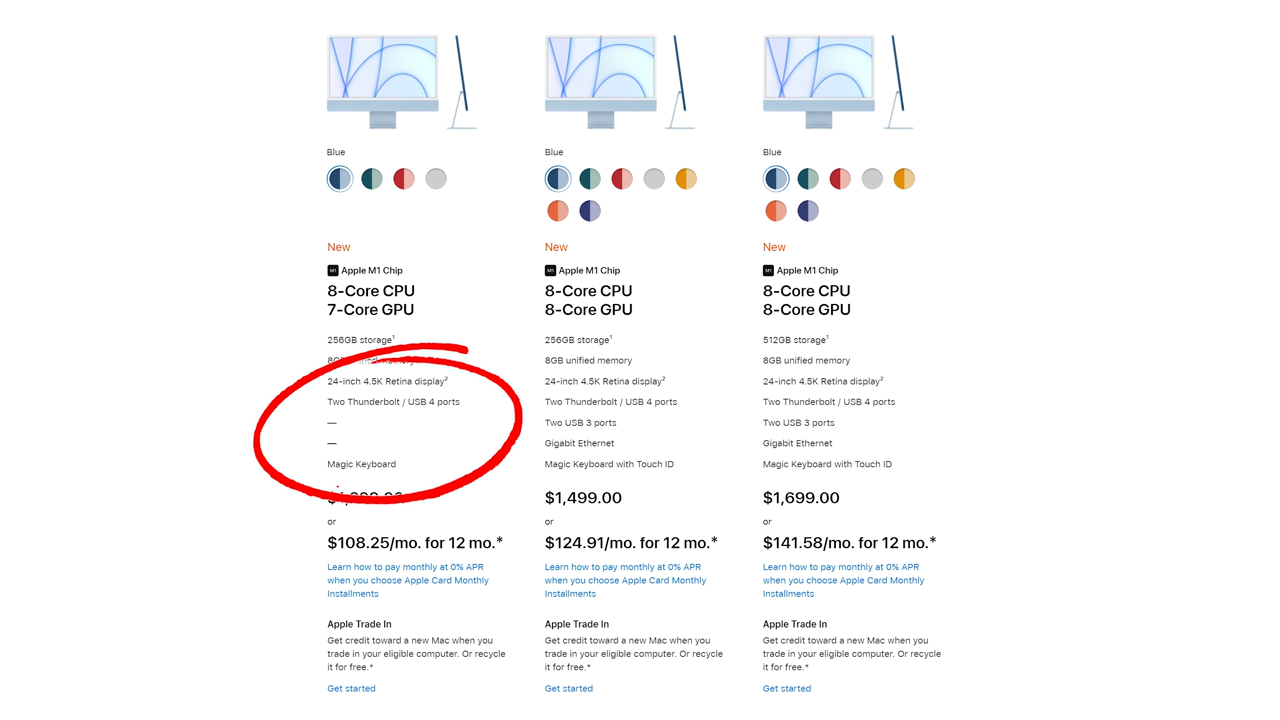 Blue
New
M1 Apple M1 Chip
8-Core CPU
7-Core GPU
256GB storage¹
24-inch 4.5K Retina display²
Two Thunderbolt / USB 4 ports
—
—
Magic Keyboard
or
$108.25/mo. for 12 mo.*
Learn how to pay monthly at 0% APR
when you choose Apple Card Monthly
Installments
Apple Trade In
Get credit toward a new Mac when you
trade in your eligible computer. Or recycle
it for free.*
Get started
Blue
New
M1 Apple M1 Chip
8-Core CPU
8-Core GPU
256GB storage¹
8GB unified memory
24-inch 4.5K Retina display²
Two Thunderbolt / USB 4 ports
Two USB 3 ports
Gigabit Ethernet
Magic Keyboard with Touch ID
$1,499.00
or
$124.91/mo. for 12 mo.*
Learn how to pay monthly at 0% APR
when you choose Apple Card Monthly
Installments
Apple Trade In
Get credit toward a new Mac when you
trade in your eligible computer. Or recycle
it for free.*
Get started
Blue
New
M1 Apple M1 Chip
8-Core CPU
8-Core GPU
512GB storage¹
8GB unified memory
24-inch 4.5K Retina display²
Two Thunderbolt / USB 4 ports
Two USB 3 ports
Gigabit Ethernet
Magic Keyboard with Touch ID
$1,699.00
or
$141.58/mo. for 12 mo.*
Learn how to pay monthly at 0% APR
when you choose Apple Card Monthly
Installments
Apple Trade In
Get credit toward a new Mac when you
trade in your eligible computer. Or recycle
it for free.*
Get started